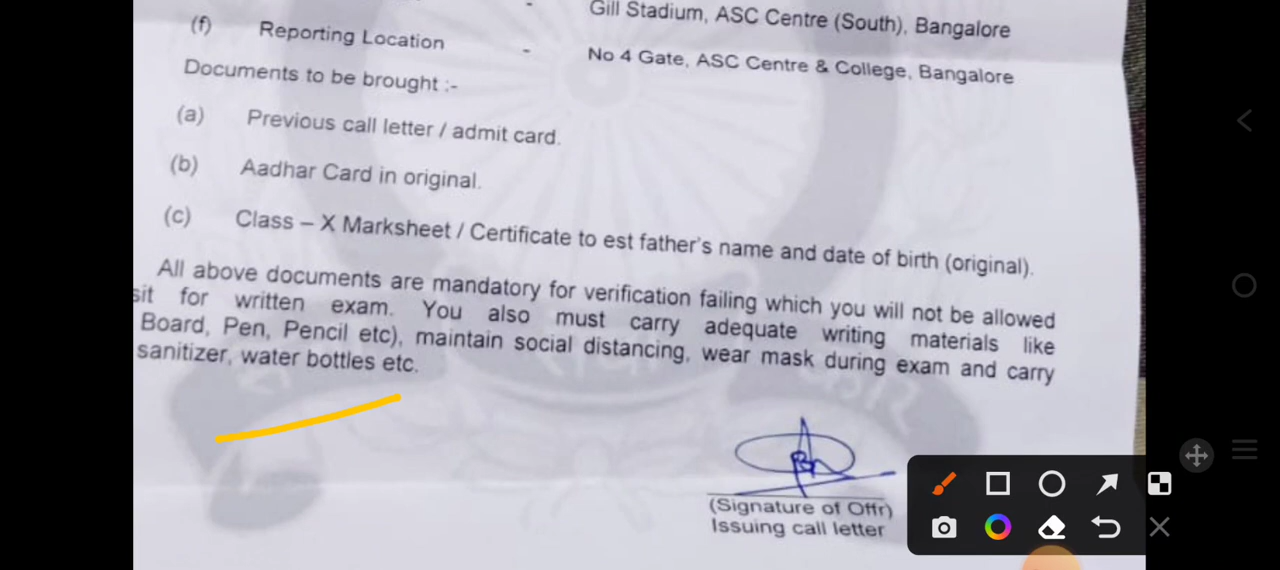 Gill Stadium, ASC Centre (South), Bangalore
(f) Reporting Location - No 4 Gate, ASC Centre & College, Bangalore
Documents to be brought :-
(a) Previous call letter / admit card.
(b) Aadhar Card in original.
(c) Class – X Marksheet / Certificate to est father's name and date of birth (original).
All above documents are mandatory for verification failing which you will not be allowed
sit for written exam. You also must carry adequate writing materials like
Board, Pen, Pencil etc), maintain social distancing, wear mask during exam and carry
sanitizer, water bottles etc.
(Signature of Offr)
Issuing call letter